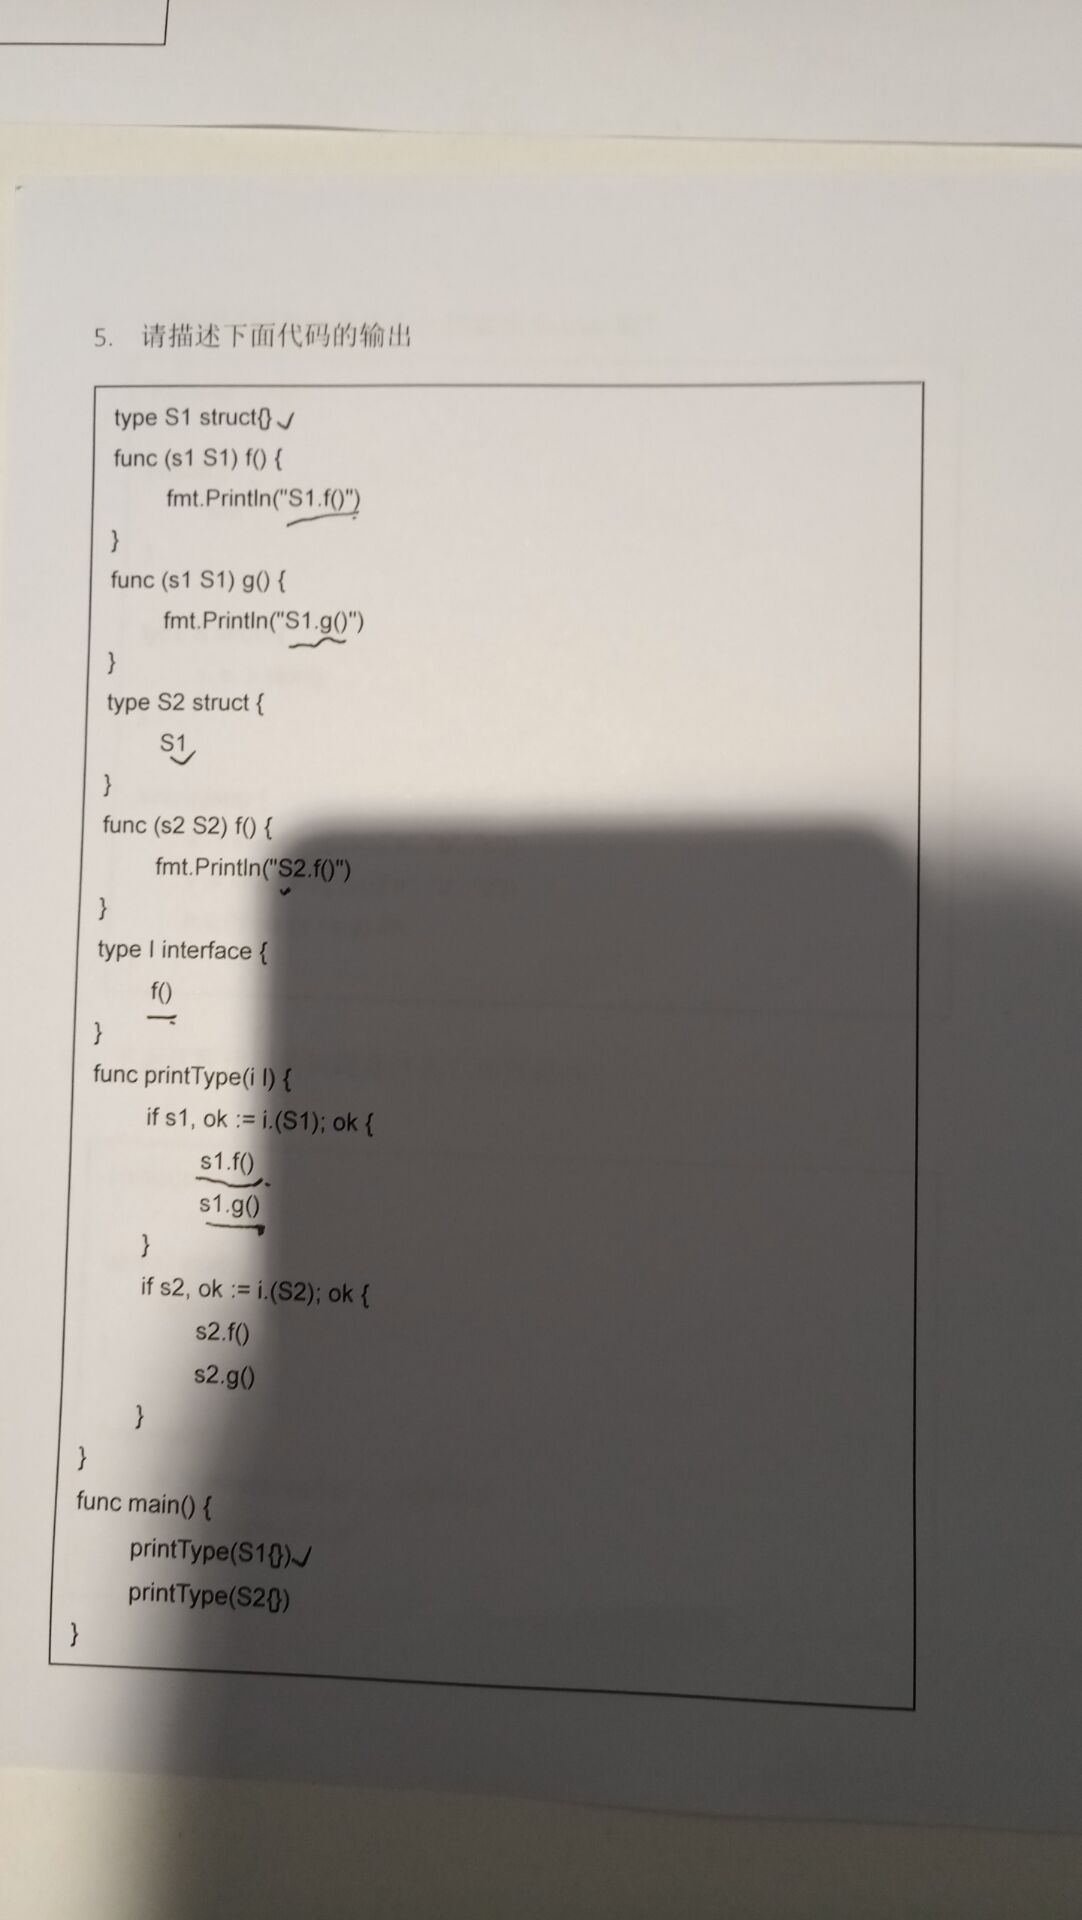 5. 请描述下面代码的输出
type S1 struct{}
func (s1 S1) f() {
fmt.Println("S1.f()")
}
func (s1 S1) g() {
fmt.Println("S1.g()")
}
type S2 struct {
S1
}
func (s2 S2) f() {
fmt.Println("S2.f()")
}
type I interface {
f()
}
func printType(i I) {
if s1, ok := i.(S1); ok {
s1.f()
s1.g()
}
if s2, ok := i.(S2); ok {
s2.f()
s2.g()
}
}
func main() {
printType(S1{})
printType(S2{})
}